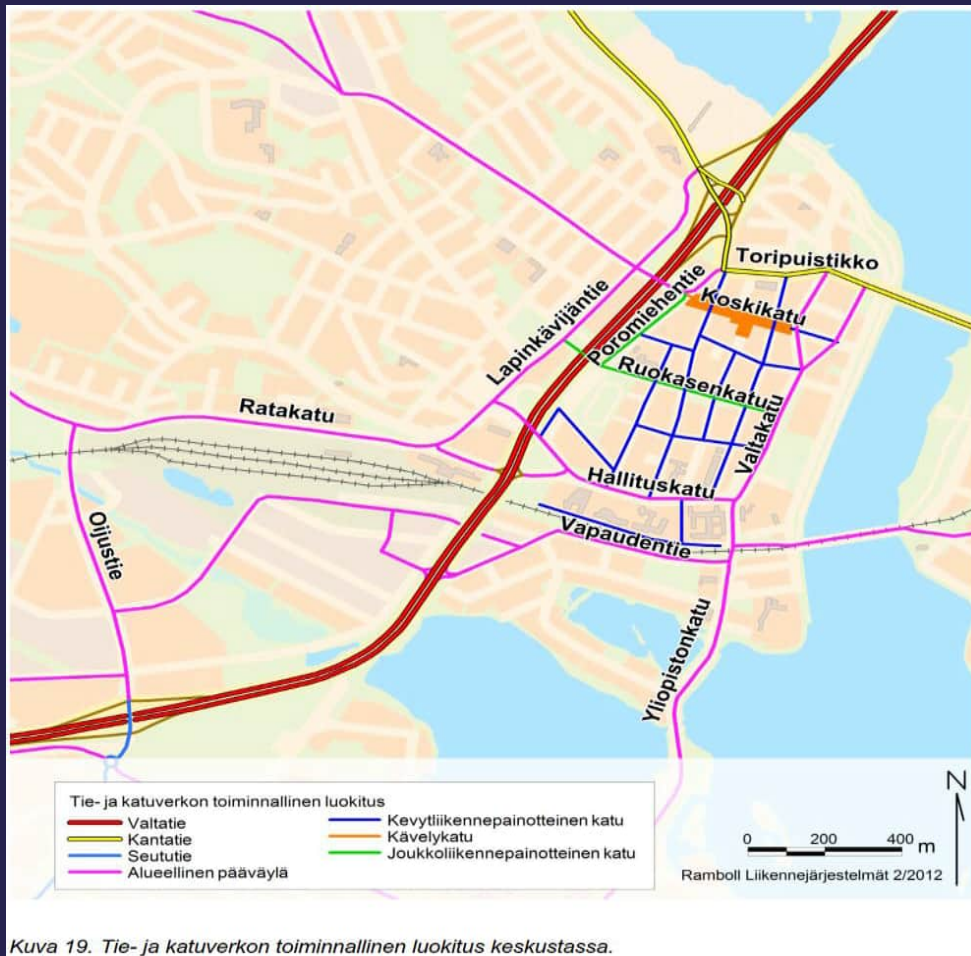 Toripuistikko
Koskikatu
Poromiehentie
Lapinkävijäntie
Ruokasenkatu
Ratakatu
Valtakatu
Hallituskatu
Oijustie
Vapaudentie
Yliopistonkatu
Tie- ja katuverkon toiminnallinen luokitus
Valtatie
Kantatie
Seututie
Alueellinen pääväylä
Kevytliikennepainotteinen katu
Kävelykatu
Joukkoliikennepainotteinen katu
N
0 200 400 m
Ramboll Liikennejärjestelmät 2/2012
Kuva 19. Tie- ja katuverkon toiminnallinen luokitus keskustassa.